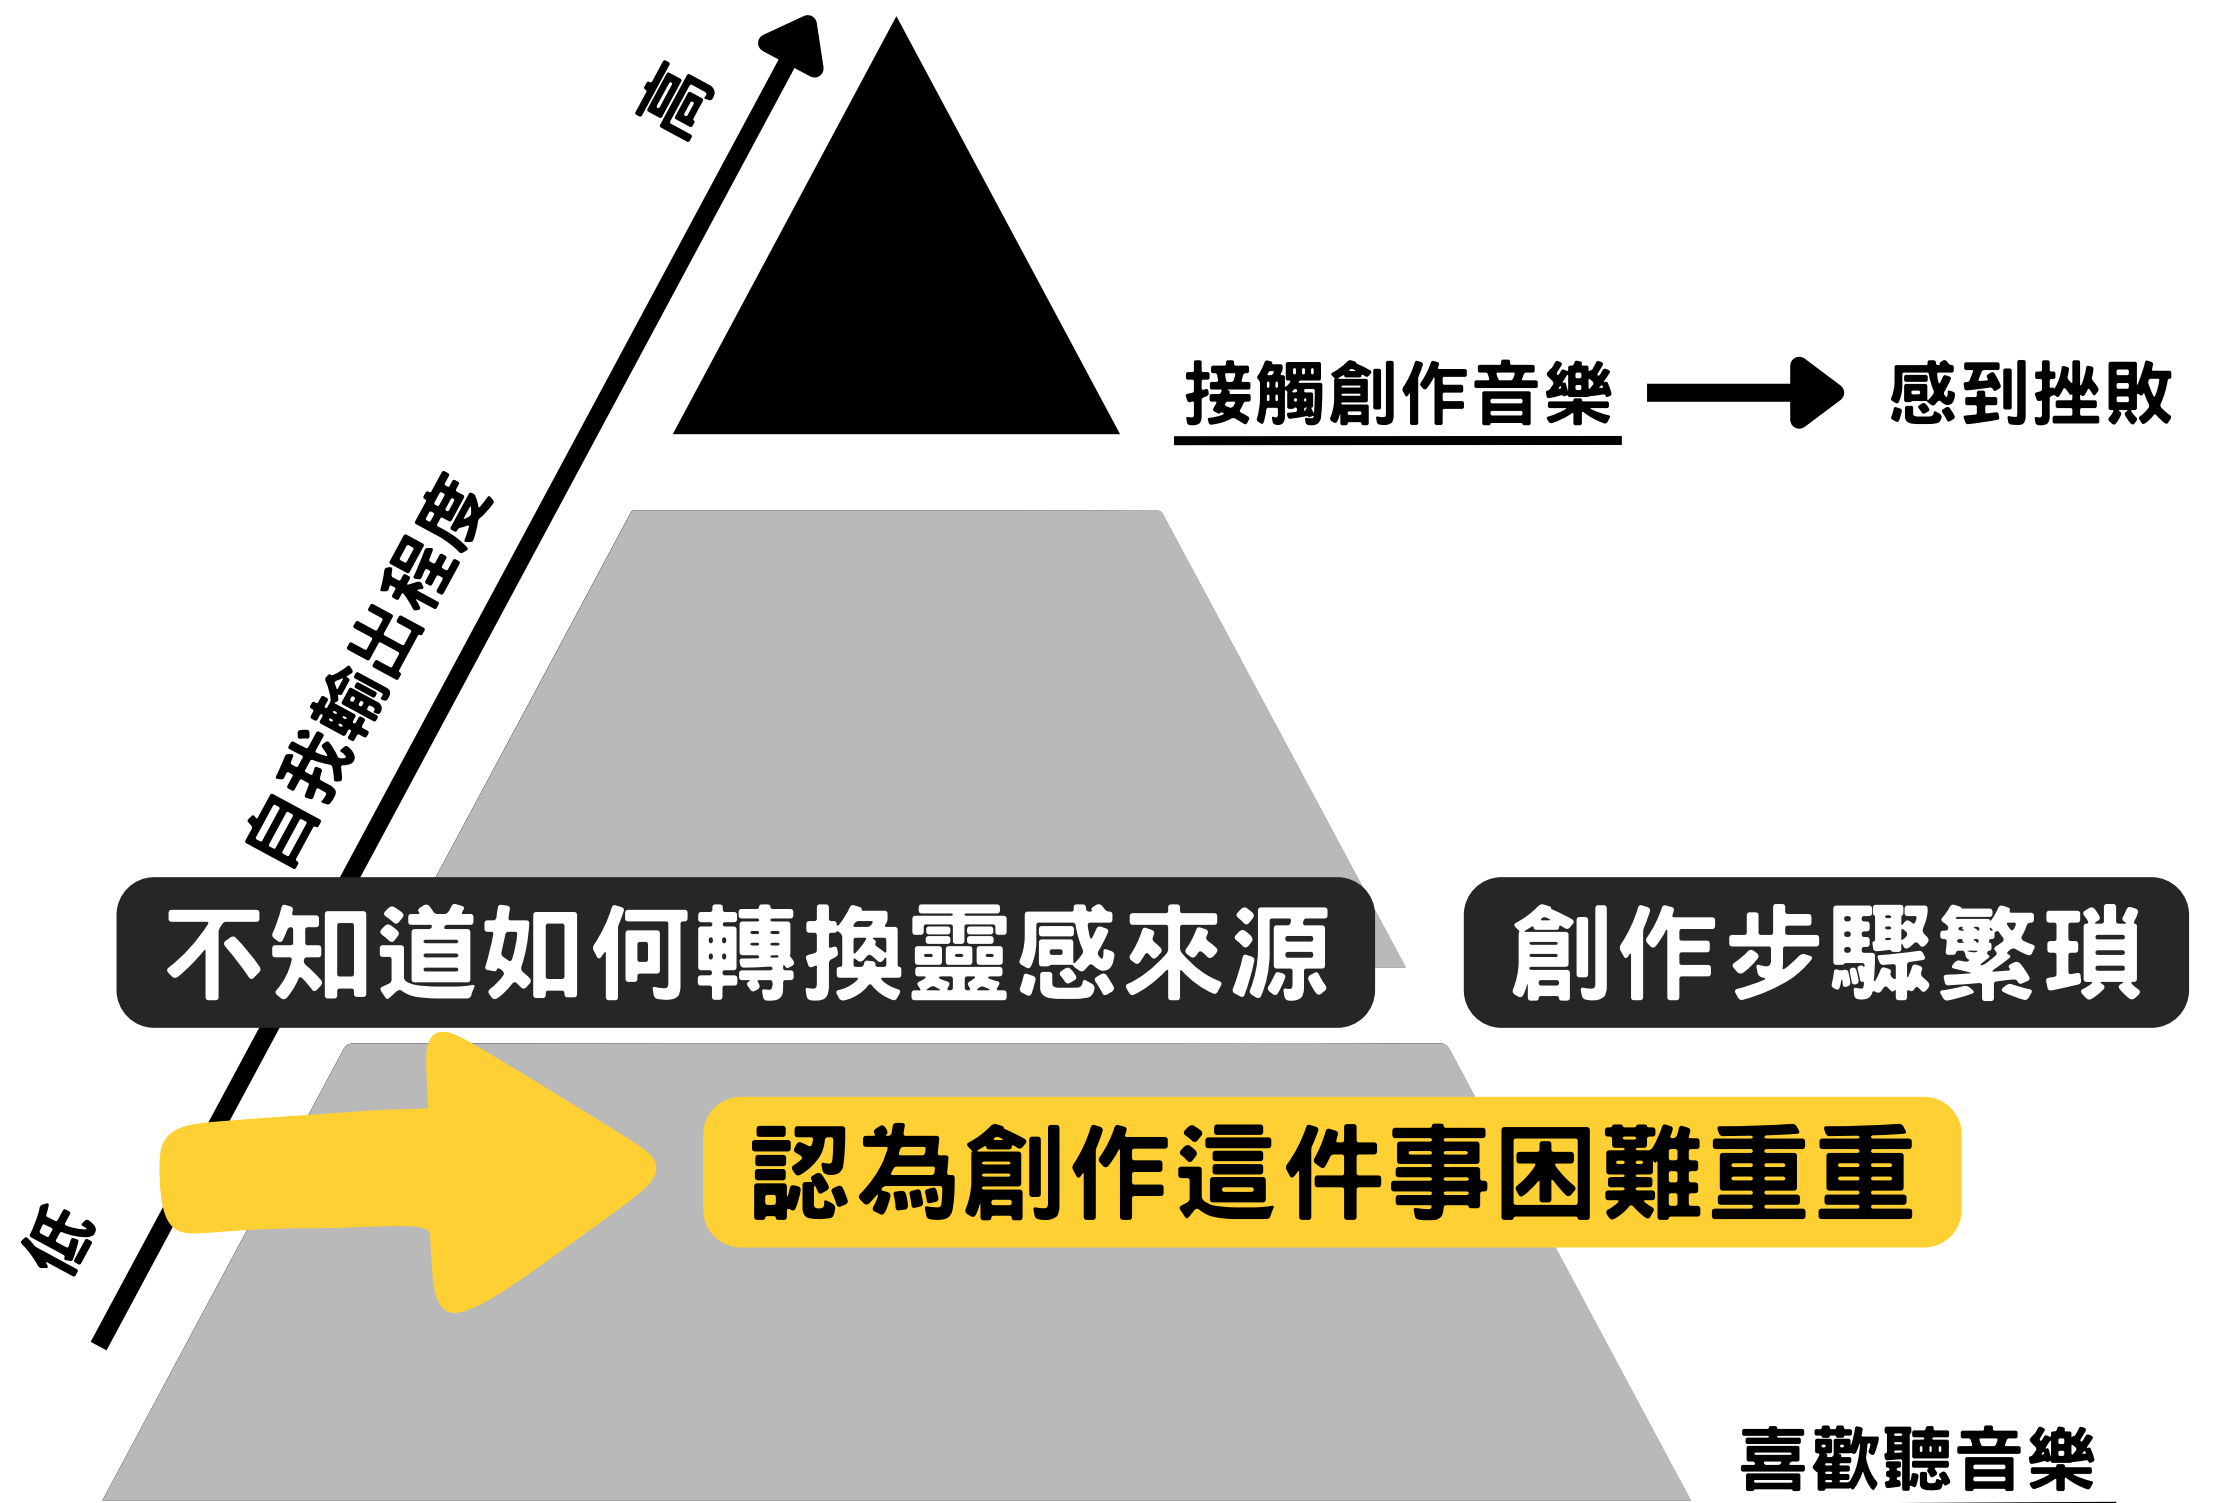 高
接觸創作音樂
感到挫敗
自我輸出程度
不知道如何轉換靈感來源
創作步驟繁瑣
認為創作這件事困難重重
低
喜歡聽音樂